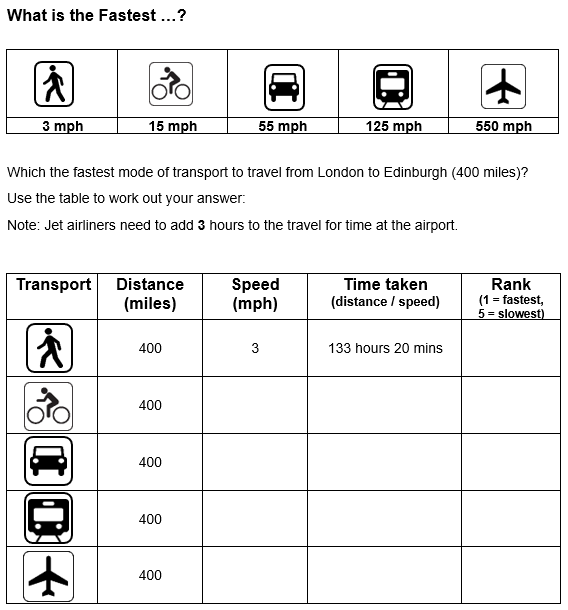 What is the Fastest …?
3 mph 15 mph 55 mph 125 mph 550 mph
Which the fastest mode of transport to travel from London to Edinburgh (400 miles)?
Use the table to work out your answer:
Note: Jet airliners need to add 3 hours to the travel for time at the airport.
Transport Distance Speed Time taken Rank
(miles) (mph) (distance / speed) (1 = fastest,
5 = slowest)
400 3 133 hours 20 mins
400
400
400
400